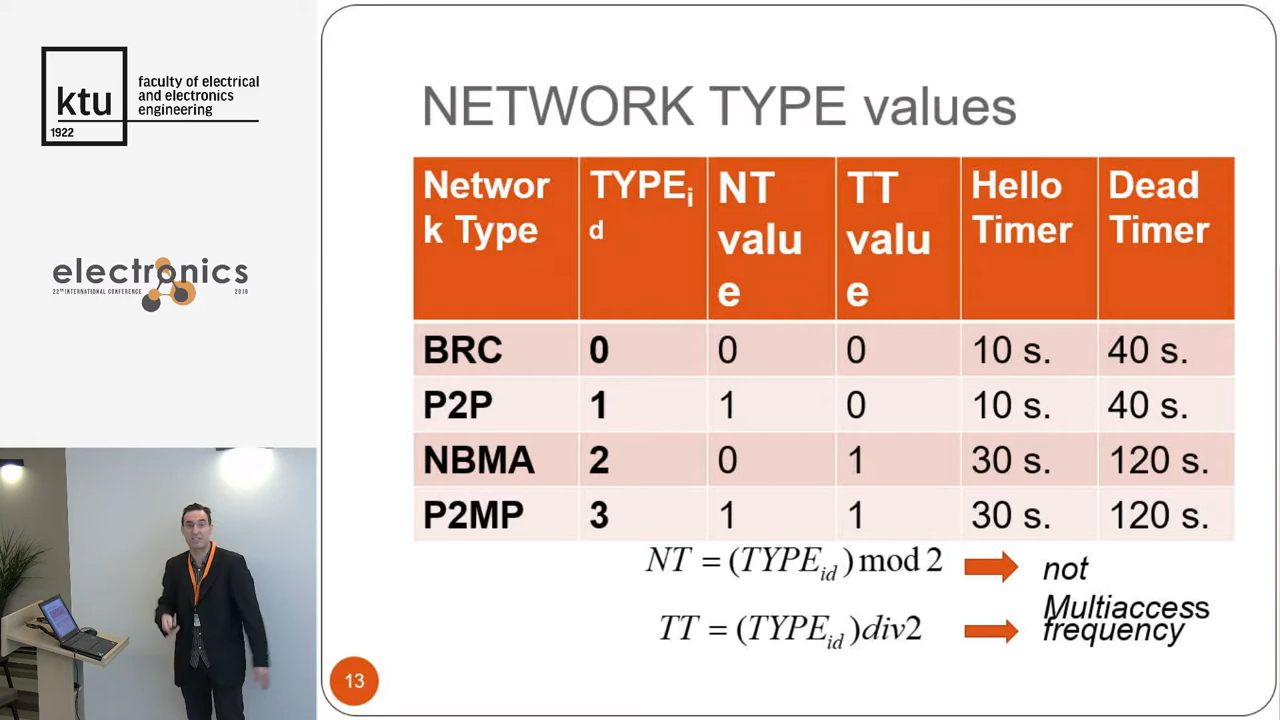 ktu
1922
faculty of electrical
and electronics
engineering
electronics
22ND INTERNATIONAL CONFERENCE 2018
NETWORK TYPE values
Networ
k Type
TYPEi
d
NT
valu
e
TT
valu
e
Hello
Timer
Dead
Timer
BRC 0 0 0 10 s. 40 s.
P2P 1 1 0 10 s. 40 s.
NBMA 2 0 1 30 s. 120 s.
P2MP 3 1 1 30 s. 120 s.
NT = (TYPEid) mod 2
not
Multiaccess
TT = (TYPEid)div2
frequency
13